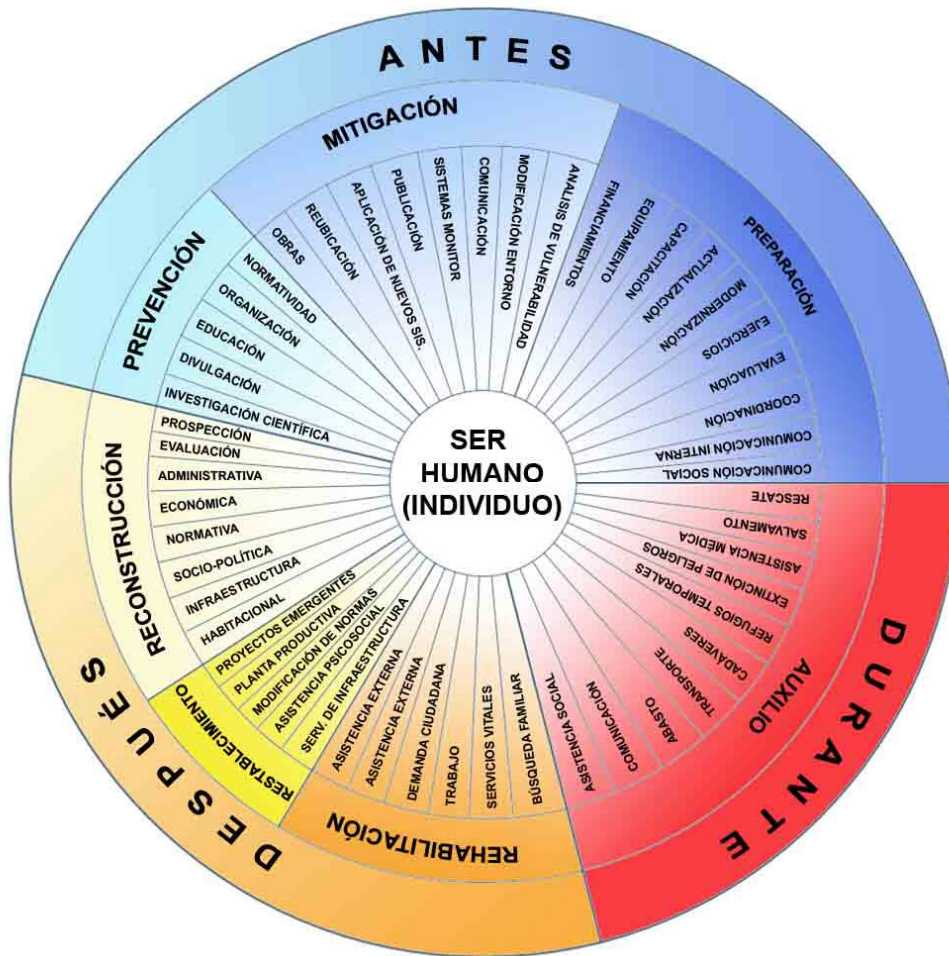 ANTES
MITIGACIÓN
PREPARACIÓN
PREVENCIÓN
OBRAS
REUBICACIÓN
APLICACIÓN DE NUEVOS SIS.
PUBLICACIÓN
SISTEMAS MONITOR
COMUNICACIÓN
MODIFICACIÓN ENTORNO
ANALISIS DE VULNERABILIDAD
FINANCIAMIENTOS
EQUIPAMIENTO
CAPACITACIÓN
ACTUALIZACIÓN
MODERNIZACIÓN
EJERCICIOS
EVALUACIÓN
COORDINACIÓN
COMUNICACIÓN INTERNA
COMUNICACIÓN SOCIAL
NORMATIVIDAD
ORGANIZACIÓN
EDUCACIÓN
DIVULGACIÓN
INVESTIGACIÓN CIENTÍFICA
SER
HUMANO
(INDIVIDUO)
DURANTE
AUXILIO
RESCATE
SALVAMENTO
ASISTENCIA MÉDICA
EXTINCIÓN DE PELIGROS
REFUGIOS TEMPORALES
CADÁVERES
TRANSPORTE
ABASTO
COMUNICACIÓN
ASISTENCIA SOCIAL
DESPUÉS
REHABILITACIÓN
BÚSQUEDA FAMILIAR
SERVICIOS VITALES
TRABAJO
DEMANDA CIUDADANA
ASISTENCIA EXTERNA
ASISTENCIA EXTERNA
RESTABLECIMIENTO
SERV. DE INFRAESTRUCTURA
ASISTENCIA PSICOSOCIAL
MODIFICACIÓN DE NORMAS
PLANTA PRODUCTIVA
PROYECTOS EMERGENTES
RECONSTRUCCIÓN
HABITACIONAL
INFRAESTRUCTURA
SOCIO-POLÍTICA
NORMATIVA
ECONÓMICA
ADMINISTRATIVA
EVALUACIÓN
PROSPECCIÓN